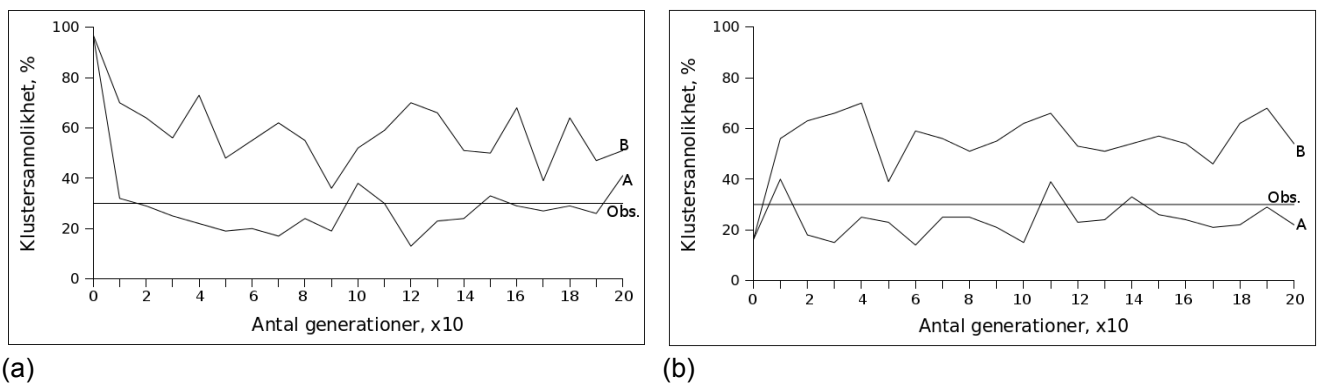 100
80
60
40
20
0
Klustersannolikhet, %
B
A
Obs.
0 2 4 6 8 10 12 14 16 18 20
Antal generationer, x10
(a)
100
80
60
40
20
0
Klustersannolikhet, %
B
Obs.
A
0 2 4 6 8 10 12 14 16 18 20
Antal generationer, x10
(b)